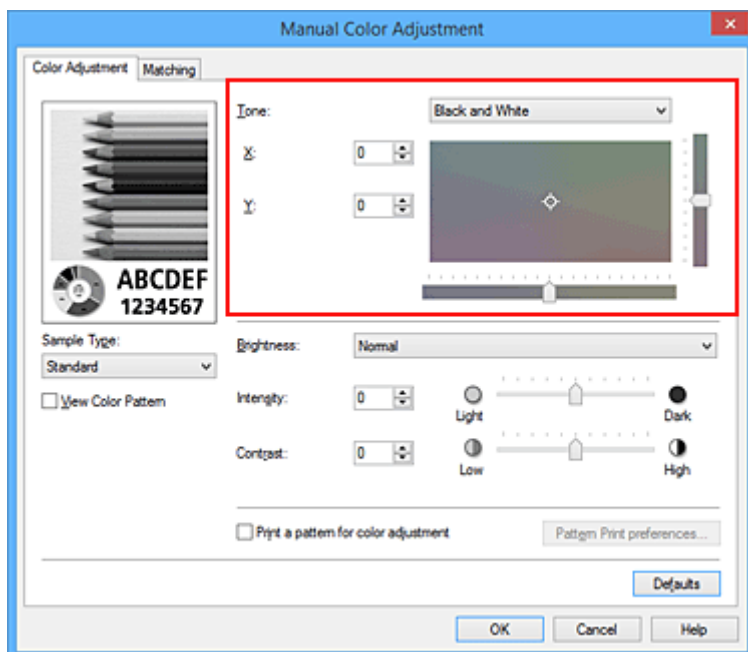 Manual Color Adjustment
Color Adjustment Matching
Tone: Black and White
X: 0
Y: 0
ABCDEF
1234567
Sample Type:
Standard
View Color Pattern
Brightness: Normal
Intensity: 0 Light Dark
Contrast: 0 Low High
Print a pattern for color adjustment Pattern Print preferences...
Defaults
OK Cancel Help